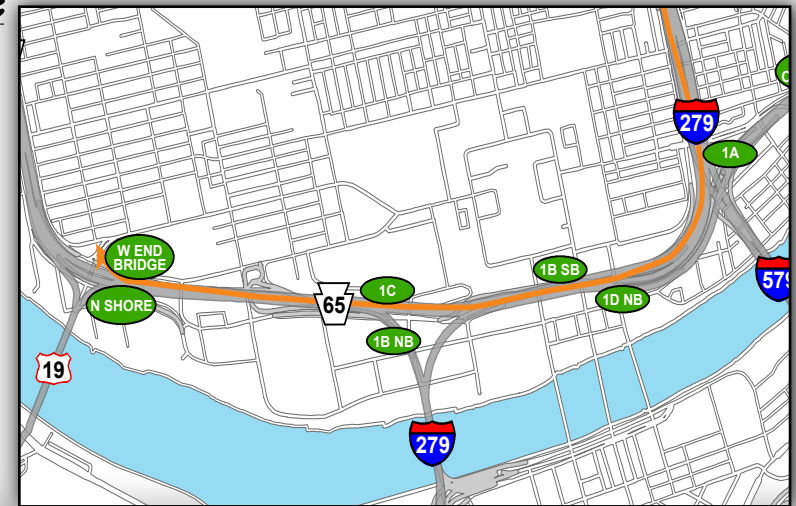 279
1A
W END
BRIDGE
1B SB
579
1C
65
1D NB
N SHORE
1B NB
19
279